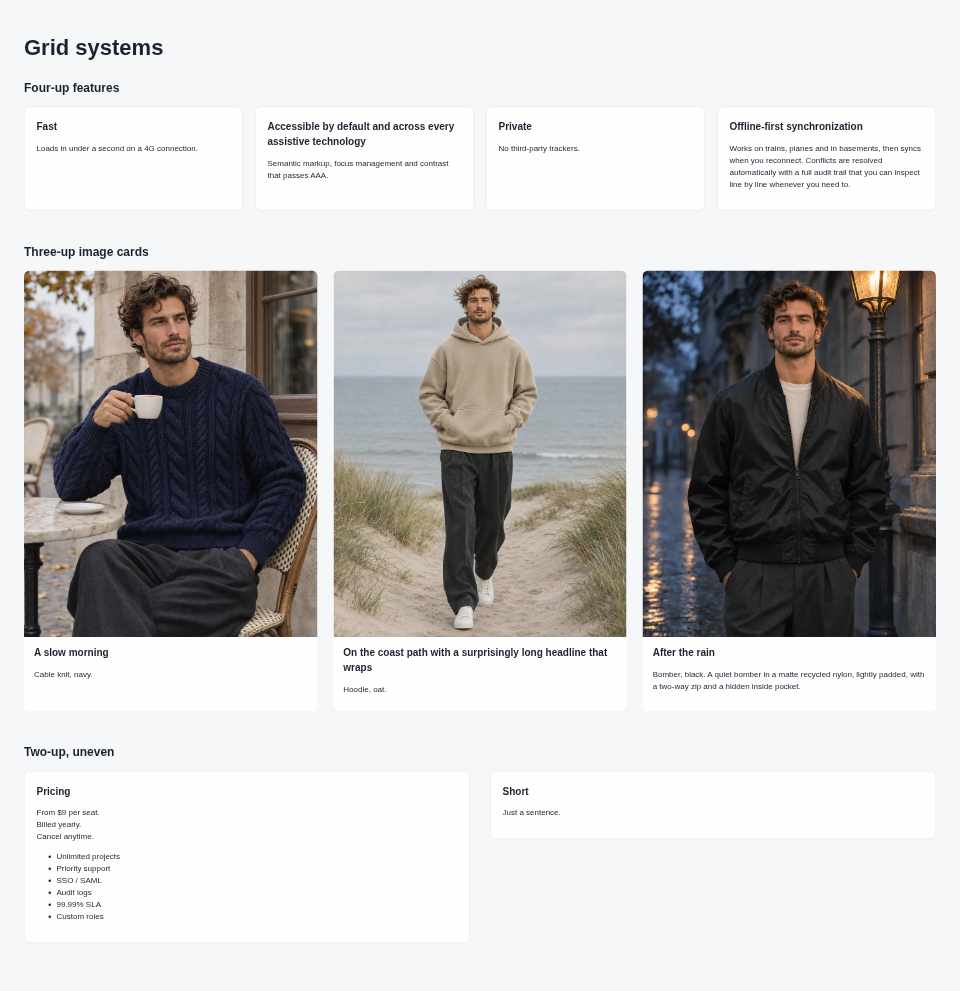 Grid systems
Four-up features
Fast
Loads in under a second on a 4G connection.
Accessible by default and across every
assistive technology
Semantic markup, focus management and contrast
that passes AAA.
Private
No third-party trackers.
Offline-first synchronization
Works on trains, planes and in basements, then syncs
when you reconnect. Conflicts are resolved
automatically with a full audit trail that you can inspect
line by line whenever you need to.
Three-up image cards
A slow morning
Cable knit, navy.
On the coast path with a surprisingly long headline that
wraps
Hoodie, oat.
After the rain
Bomber, black. A quiet bomber in a matte recycled nylon, lightly padded, with
a two-way zip and a hidden inside pocket.
Two-up, uneven
Pricing
From $9 per seat.
Billed yearly.
Cancel anytime.
• Unlimited projects
• Priority support
• SSO / SAML
• Audit logs
• 99.99% SLA
• Custom roles
Short
Just a sentence.